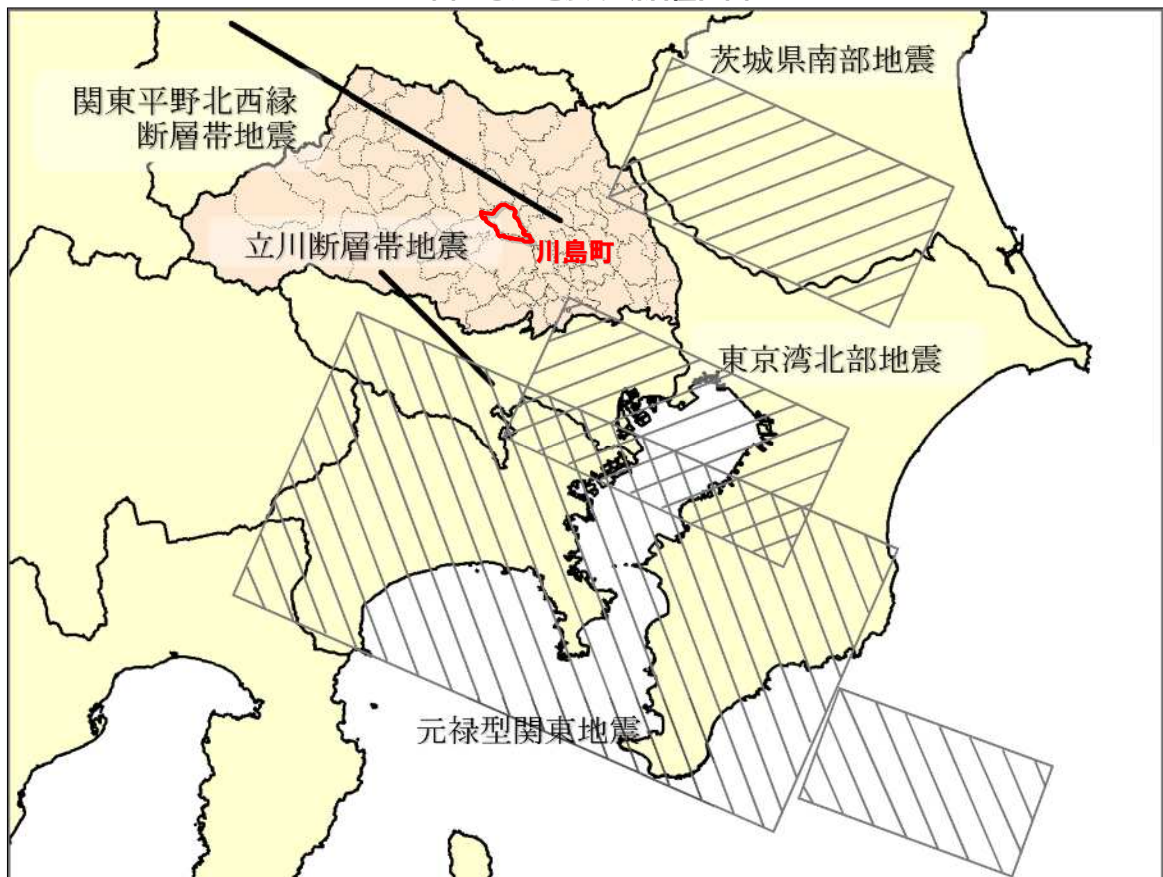 茨城県南部地震
関東平野北西縁
断層帯地震
立川断層帯地震
川島町
東京湾北部地震
元禄型関東地震